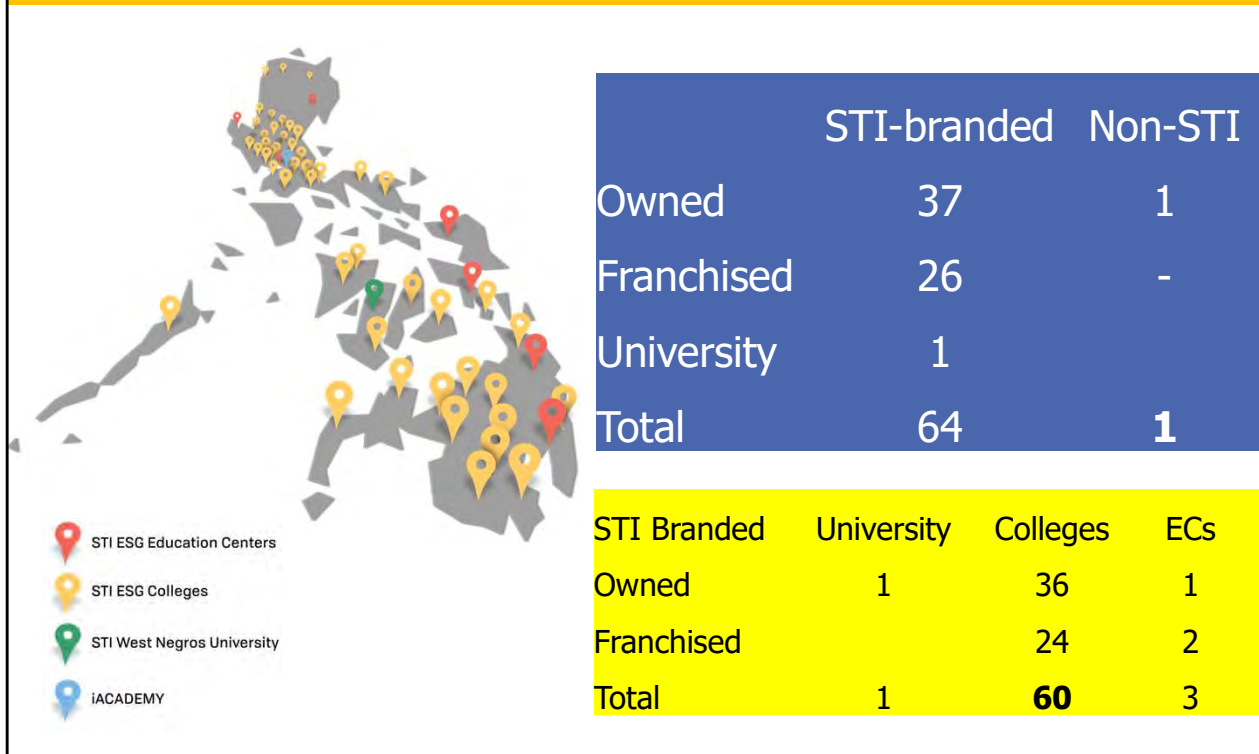 STI-branded Non-STI
Owned 37 1
Franchised 26 -
University 1
Total 64 1
STI ESG Education Centers
STI ESG Colleges
STI West Negros University
iACADEMY
STI Branded University Colleges ECs
Owned 1 36 1
Franchised 24 2
Total 1 60 3